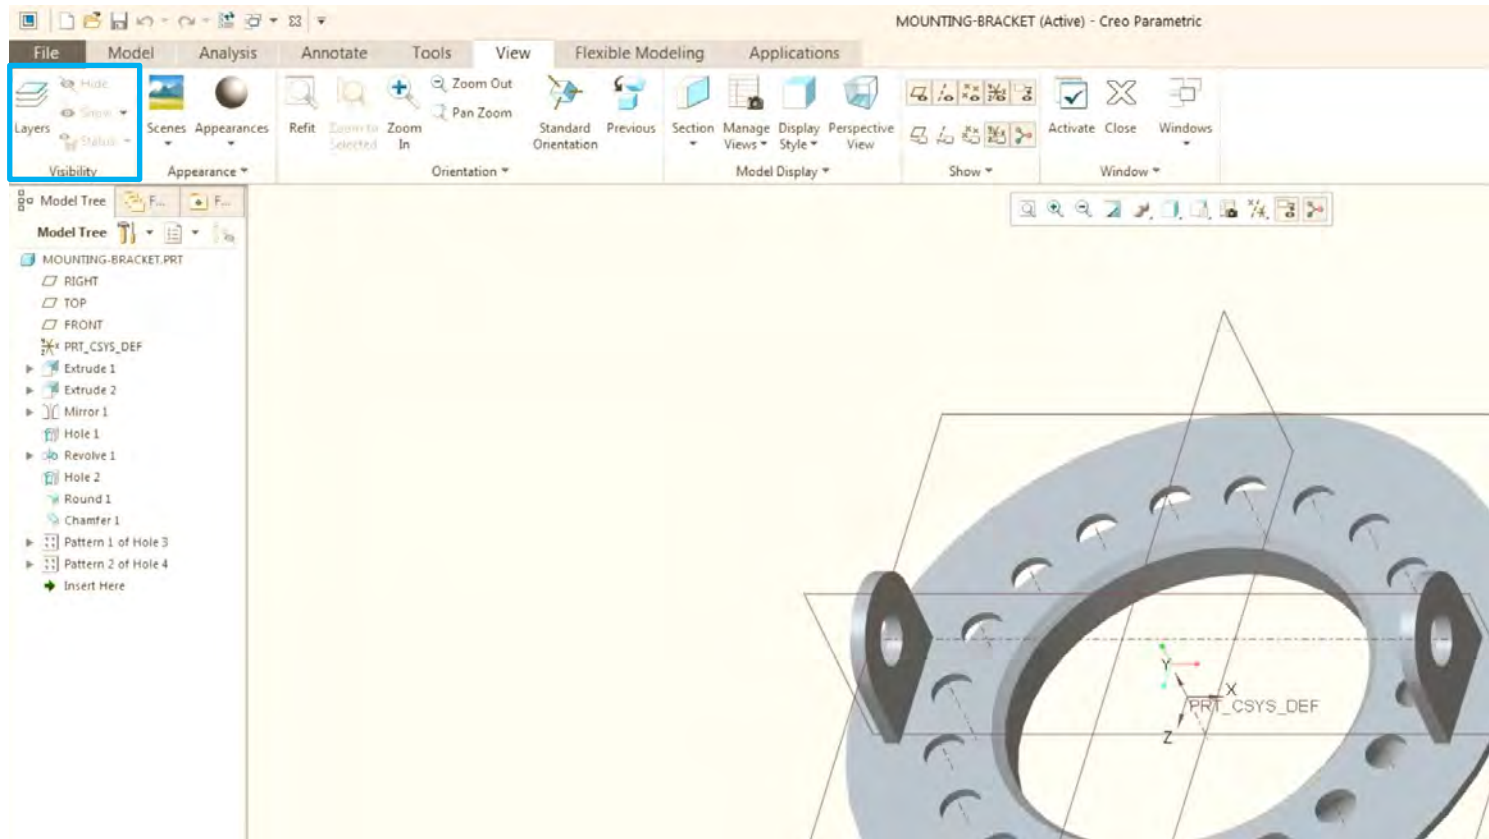 MOUNTING-BRACKET (Active) - Creo Parametric
File Model Analysis Annotate Tools View Flexible Modeling Applications
Hide
Show
Status
Layers
Visibility
Scenes Appearances
Appearance
Refit Zoom to Selected Zoom In
Zoom Out
Pan Zoom
Standard Orientation Previous
Orientation
Section Manage Views Display Style Perspective View
Model Display
Show
Activate Close Windows
Window
Model Tree F... F...
Model Tree
MOUNTING-BRACKET.PRT
RIGHT
TOP
FRONT
PRT_CSYS_DEF
Extrude 1
Extrude 2
Mirror 1
Hole 1
Revolve 1
Hole 2
Round 1
Chamfer 1
Pattern 1 of Hole 3
Pattern 2 of Hole 4
Insert Here
Y
X
PRT_CSYS_DEF
Z